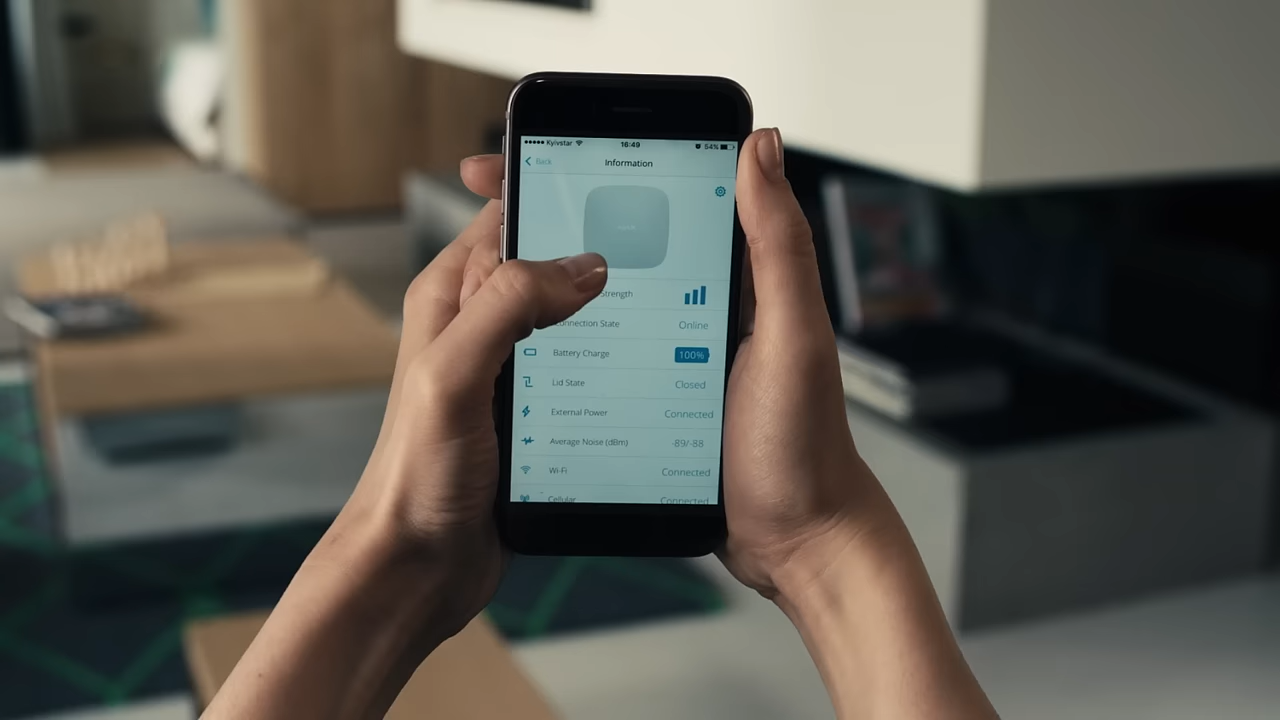 Kyivstar 16:49 54%
Back Information
Strength
Connection State Online
Battery Charge 100%
Lid State Closed
External Power Connected
Average Noise (dBm) -89/-88
Wi-Fi Connected
Cellular Connected